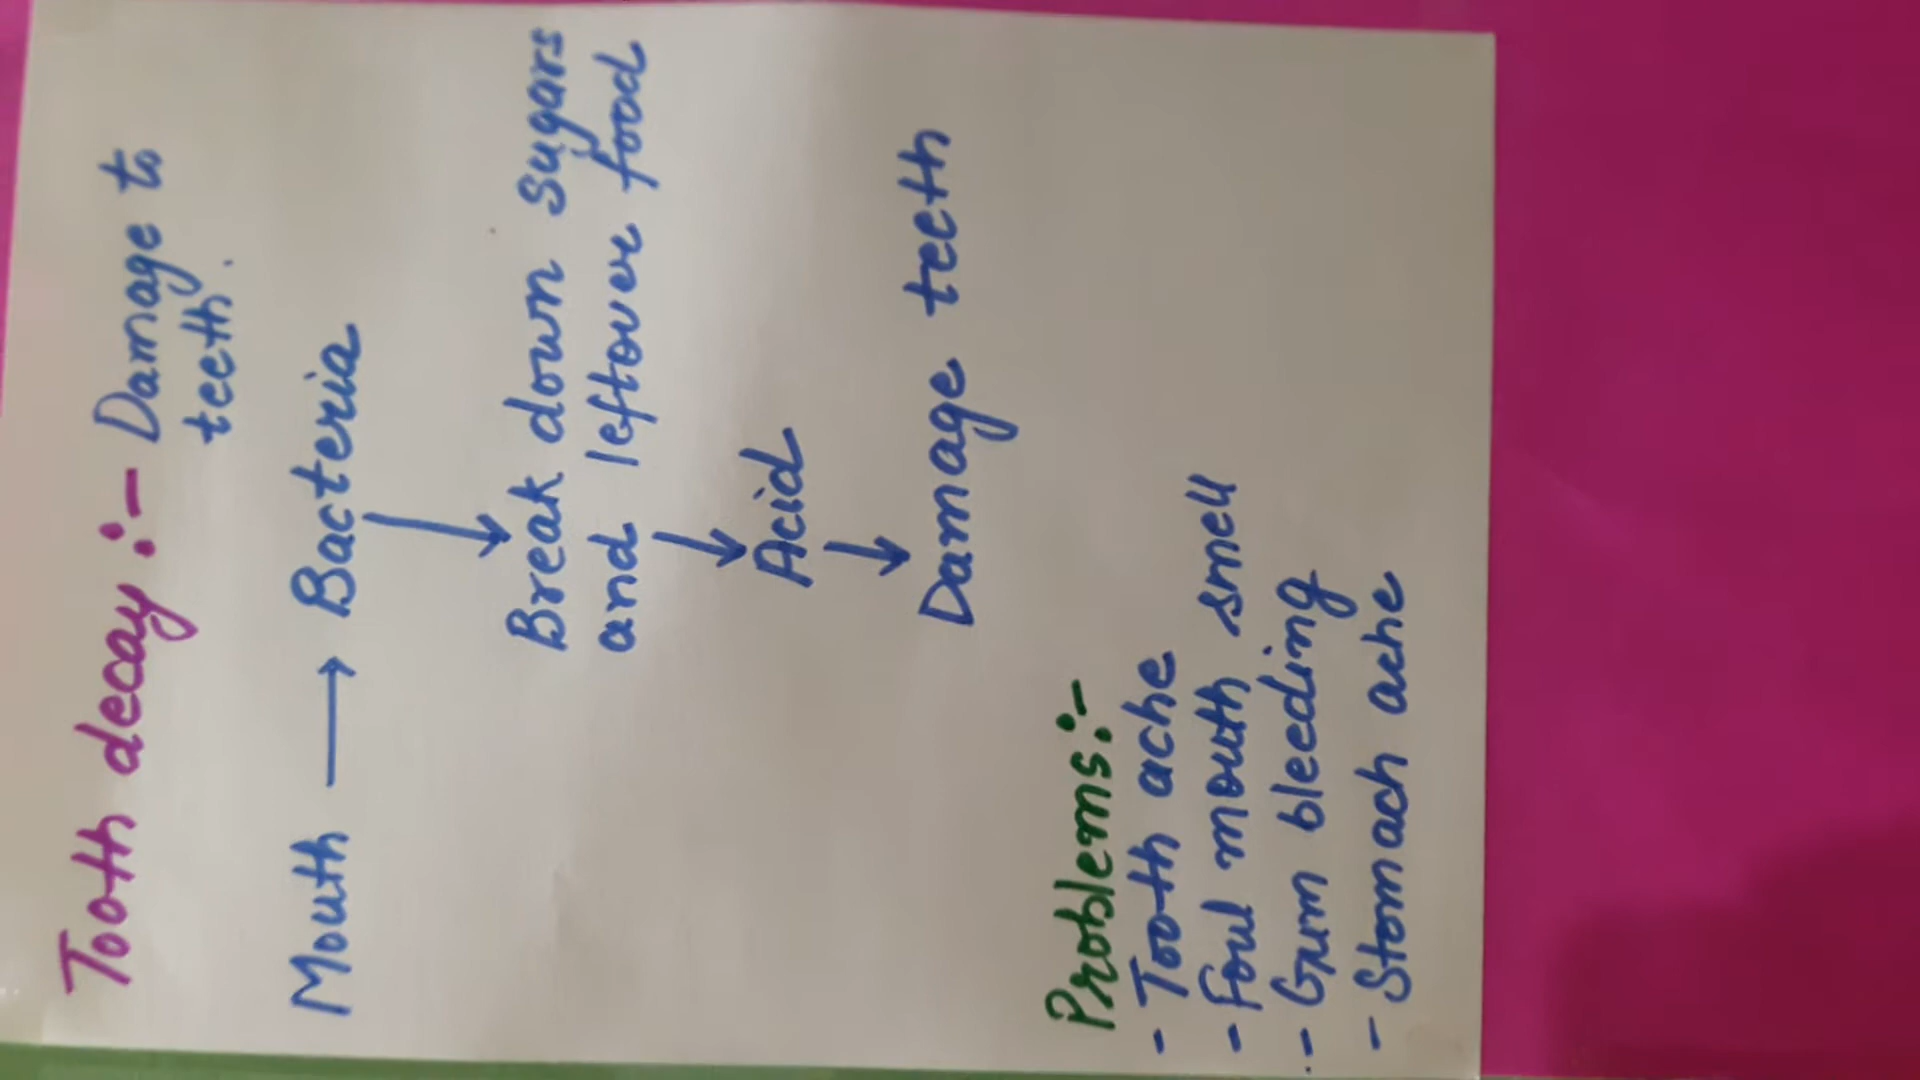 Tooth decay :- Damage to
teeth.
Mouth → Bacteria
↓
Break down sugars
and leftover food
↓
Acid
↓
Damage teeth
Problems:-
- Tooth ache
- Foul mouth smell
- Gum bleeding
- Stomach ache